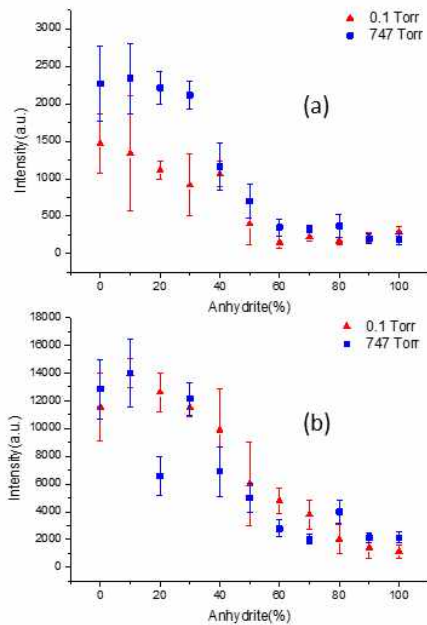 0.1 Torr
747 Torr
(a)
Intensity(a.u.)
2500
2000
1500
1000
500
0
0 20 40 60 80 100
Anhydrite(%)
0.1 Torr
747 Torr
(b)
Intensity(a.u.)
18000
16000
14000
12000
10000
8000
6000
4000
2000
0
0 20 40 60 80 100
Anhydrite(%)